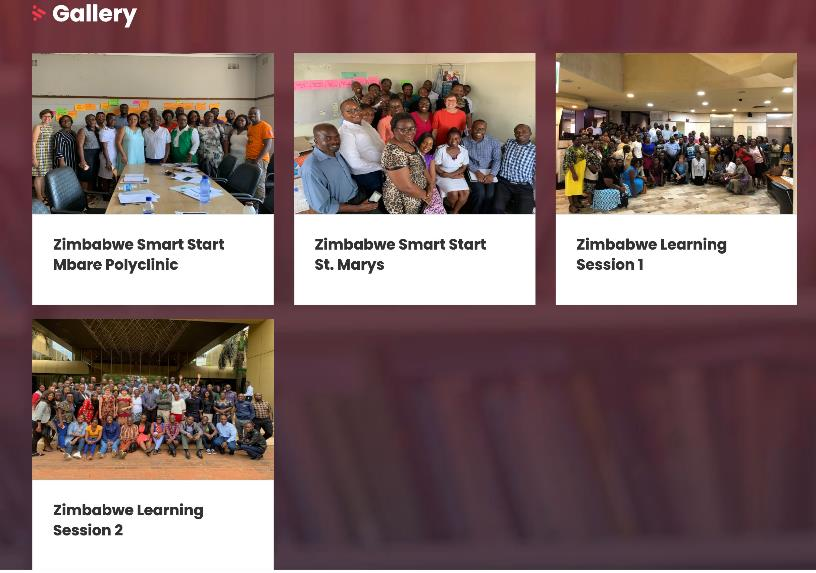 Gallery
Zimbabwe Smart Start
Mbare Polyclinic
Zimbabwe Smart Start
St. Marys
Zimbabwe Learning
Session 1
Zimbabwe Learning
Session 2